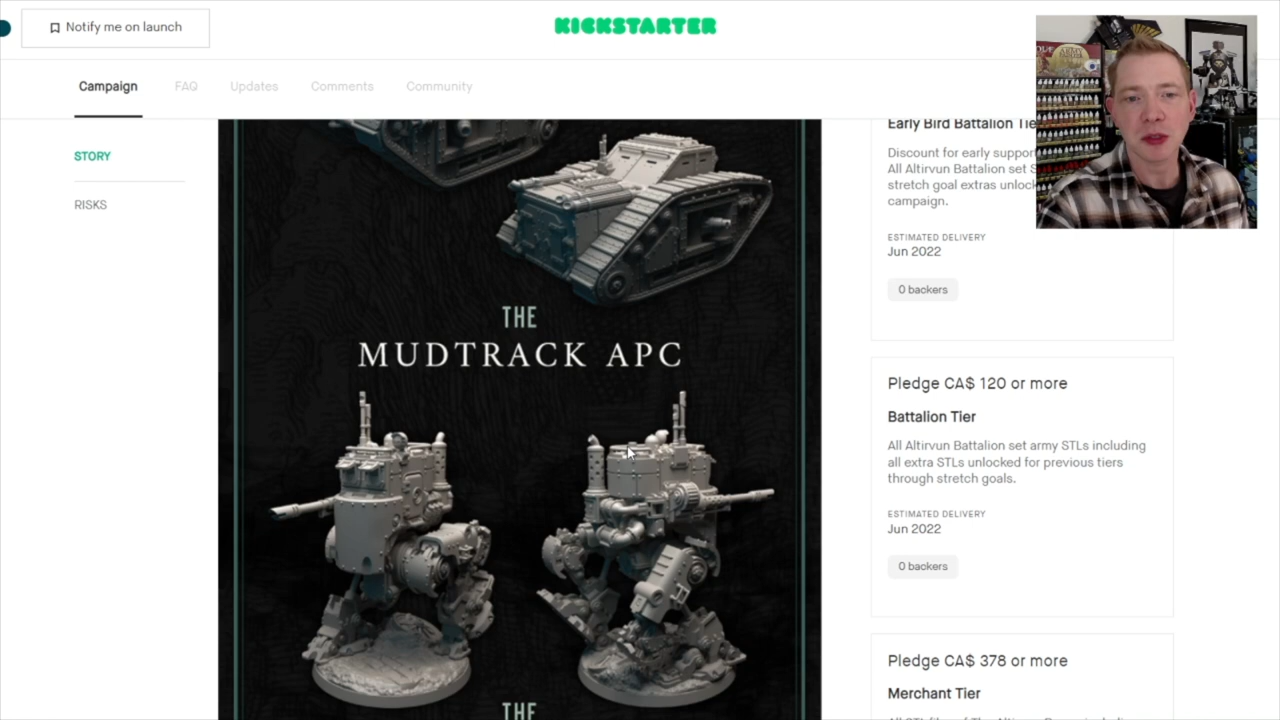 Notify me on launch
KICKSTARTER
Campaign
FAQ
Updates
Comments
Community
STORY
RISKS
THE
MUDTRACK APC
THE
Early Bird Battalion Tie
Discount for early support
All Altirvun Battalion set S
stretch goal extras unlock
campaign.
ESTIMATED DELIVERY
Jun 2022
0 backers
Pledge CA$ 120 or more
Battalion Tier
All Altirvun Battalion set army STLs including
all extra STLs unlocked for previous tiers
through stretch goals.
ESTIMATED DELIVERY
Jun 2022
0 backers
Pledge CA$ 378 or more
Merchant Tier